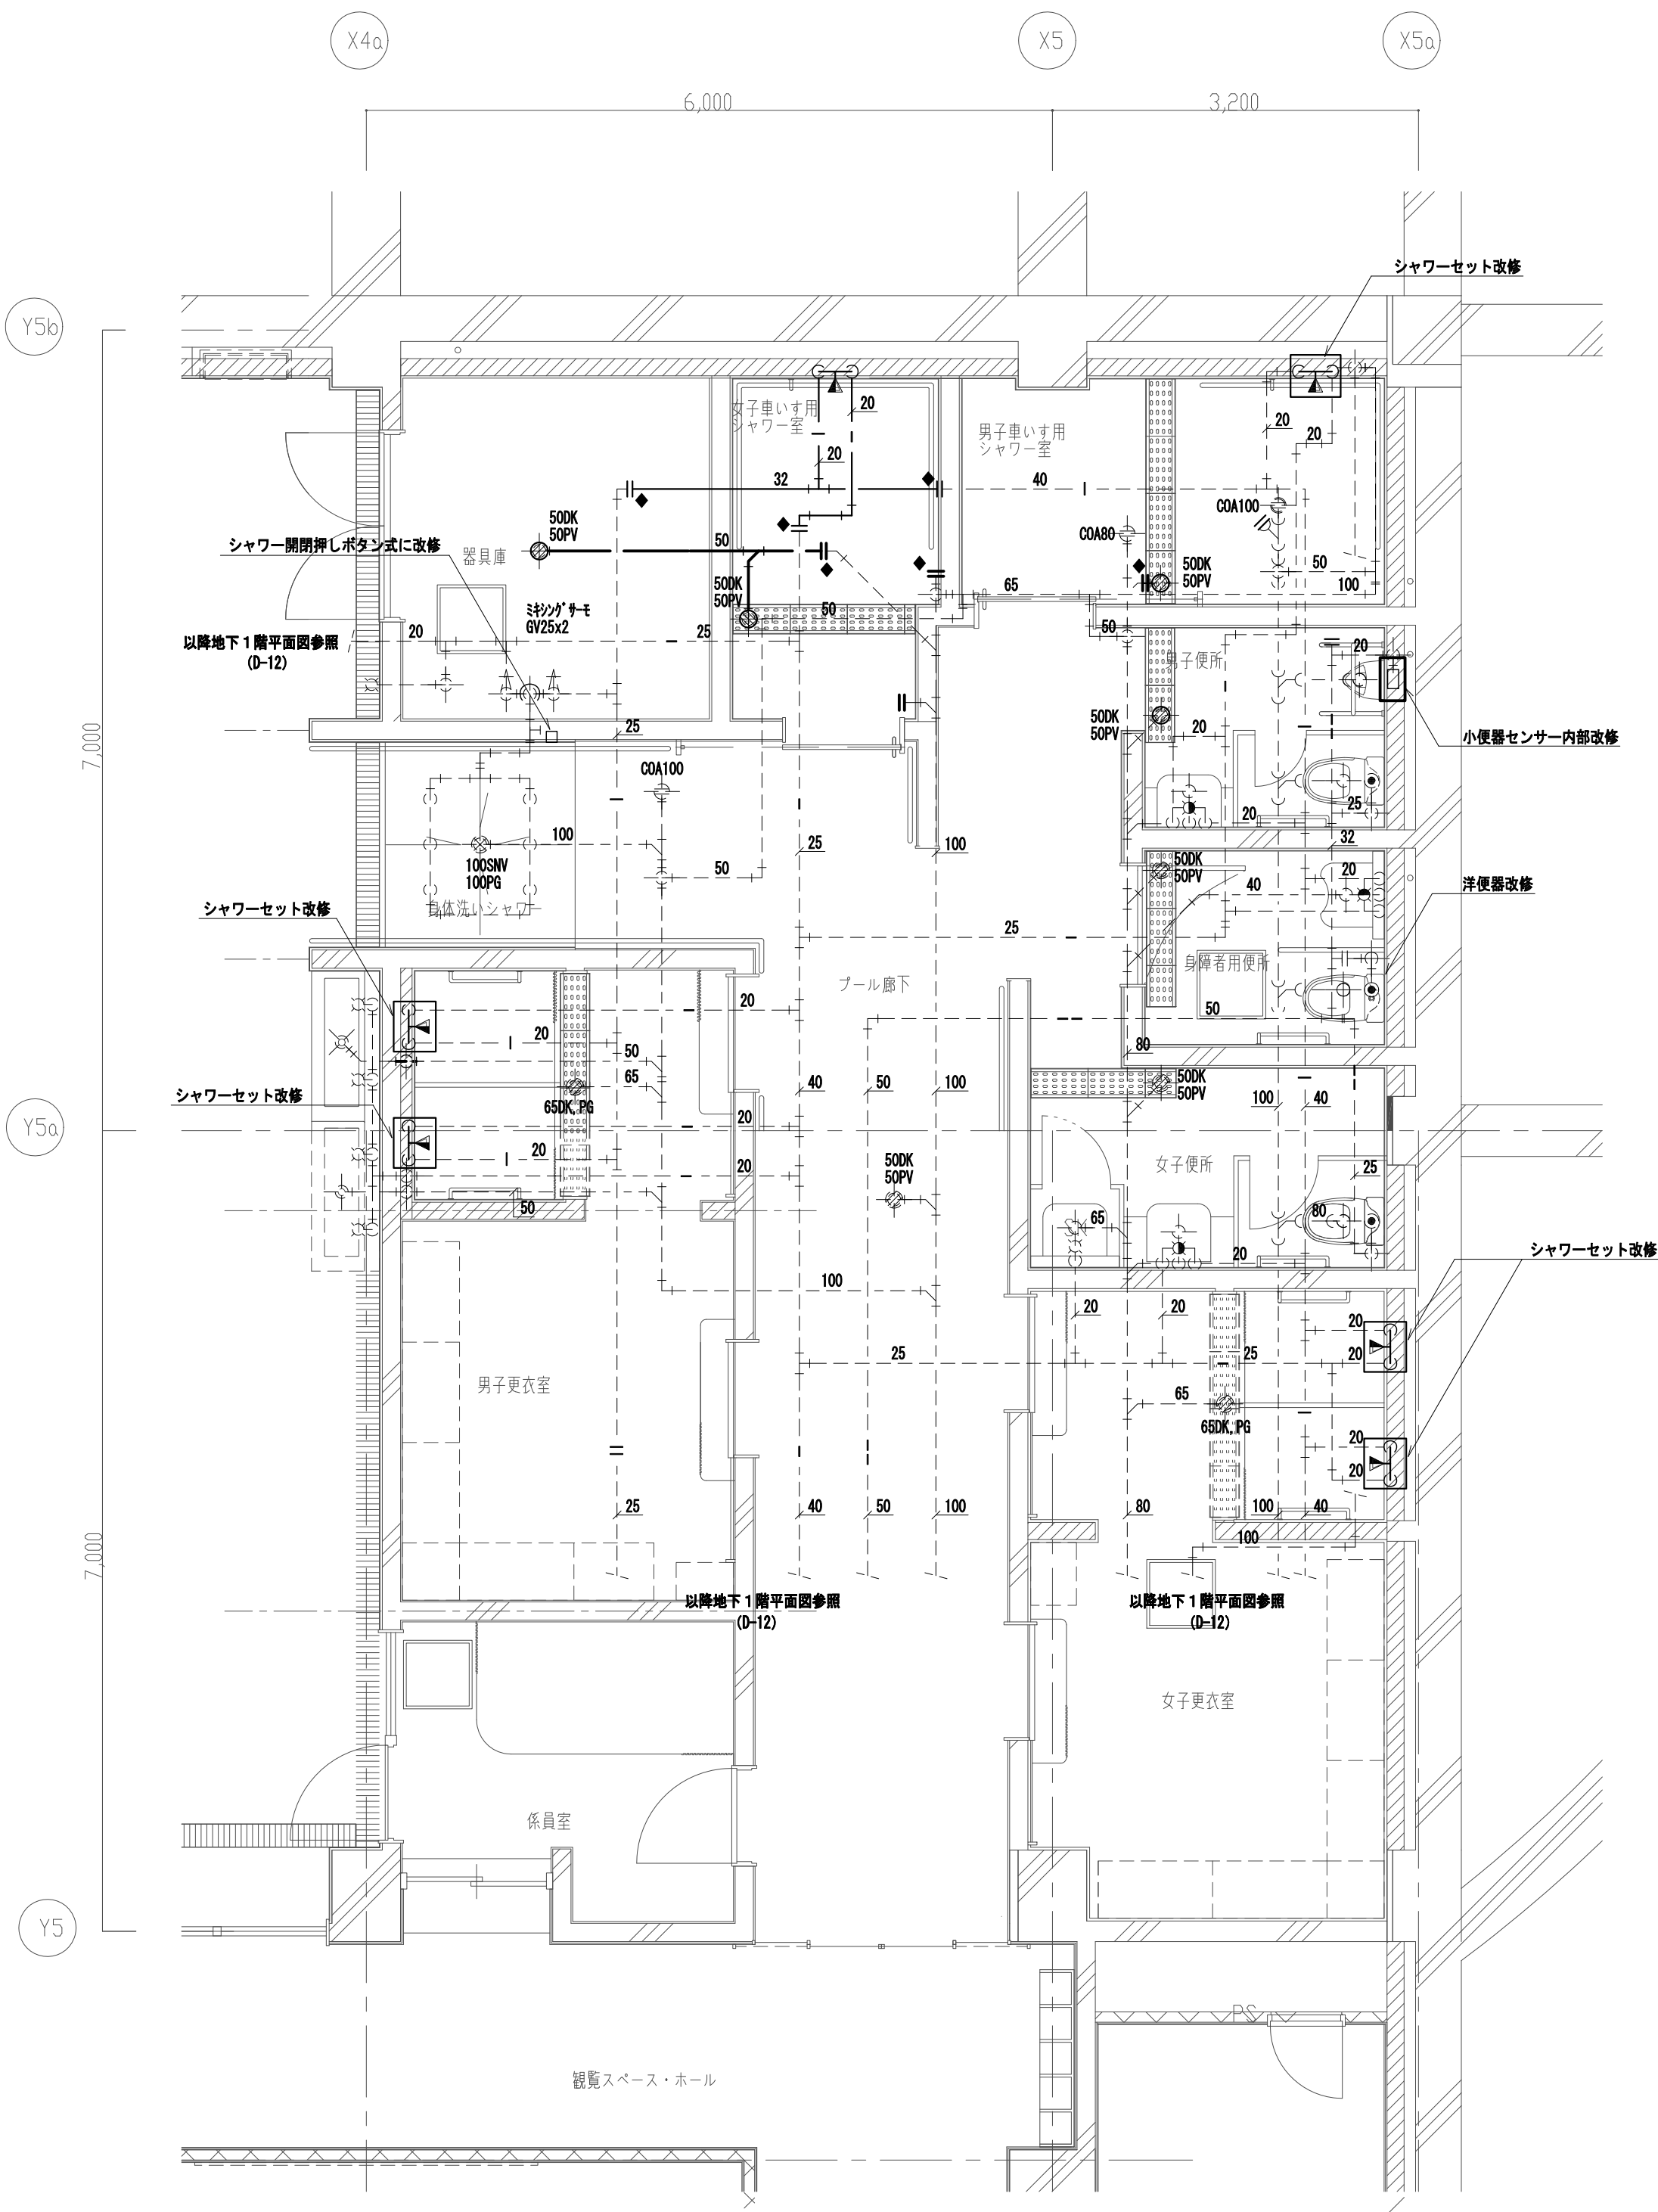 X4a
X5
X5a
6,000
3,200
シャワーセット改修
Y5b
女子車いす用
シャワー室
20
20
男子車いす用
シャワー室
20
20
32
40
COA100
50DK
50PV
COA80
シャワー開閉押しボタン式に改修
器具庫
50
50DK
50PV
50
50DK
50PV
65
100
ミキシングサーモ
GV25x2
50
50
以降地下1階平面図参照
(D-12)
20
25
男子便所
20
7,000
25
50DK
50PV
20
小便器センサー内部改修
COA100
25
20
100
25
100
32
100SNV
100PG
50
50DK
50PV
20
40
洋便器改修
シャワーセット改修
身体洗いシャワー
25
身障者用便所
プール廊下
20
50
20
50
80
65
シャワーセット改修
40
50
100
50DK
50PV
65DK,PG
20
100
40
Y5a
20
20
50DK
50PV
女子便所
25
50
65
80
20
シャワーセット改修
100
20
20
20
25
25
20
男子更衣室
65
65DK,PG
20
20
25
40
50
100
80
100
40
7,000
100
以降地下1階平面図参照
(D-12)
以降地下1階平面図参照
(D-12)
女子更衣室
係員室
Y5
PS
観覧スペース・ホール